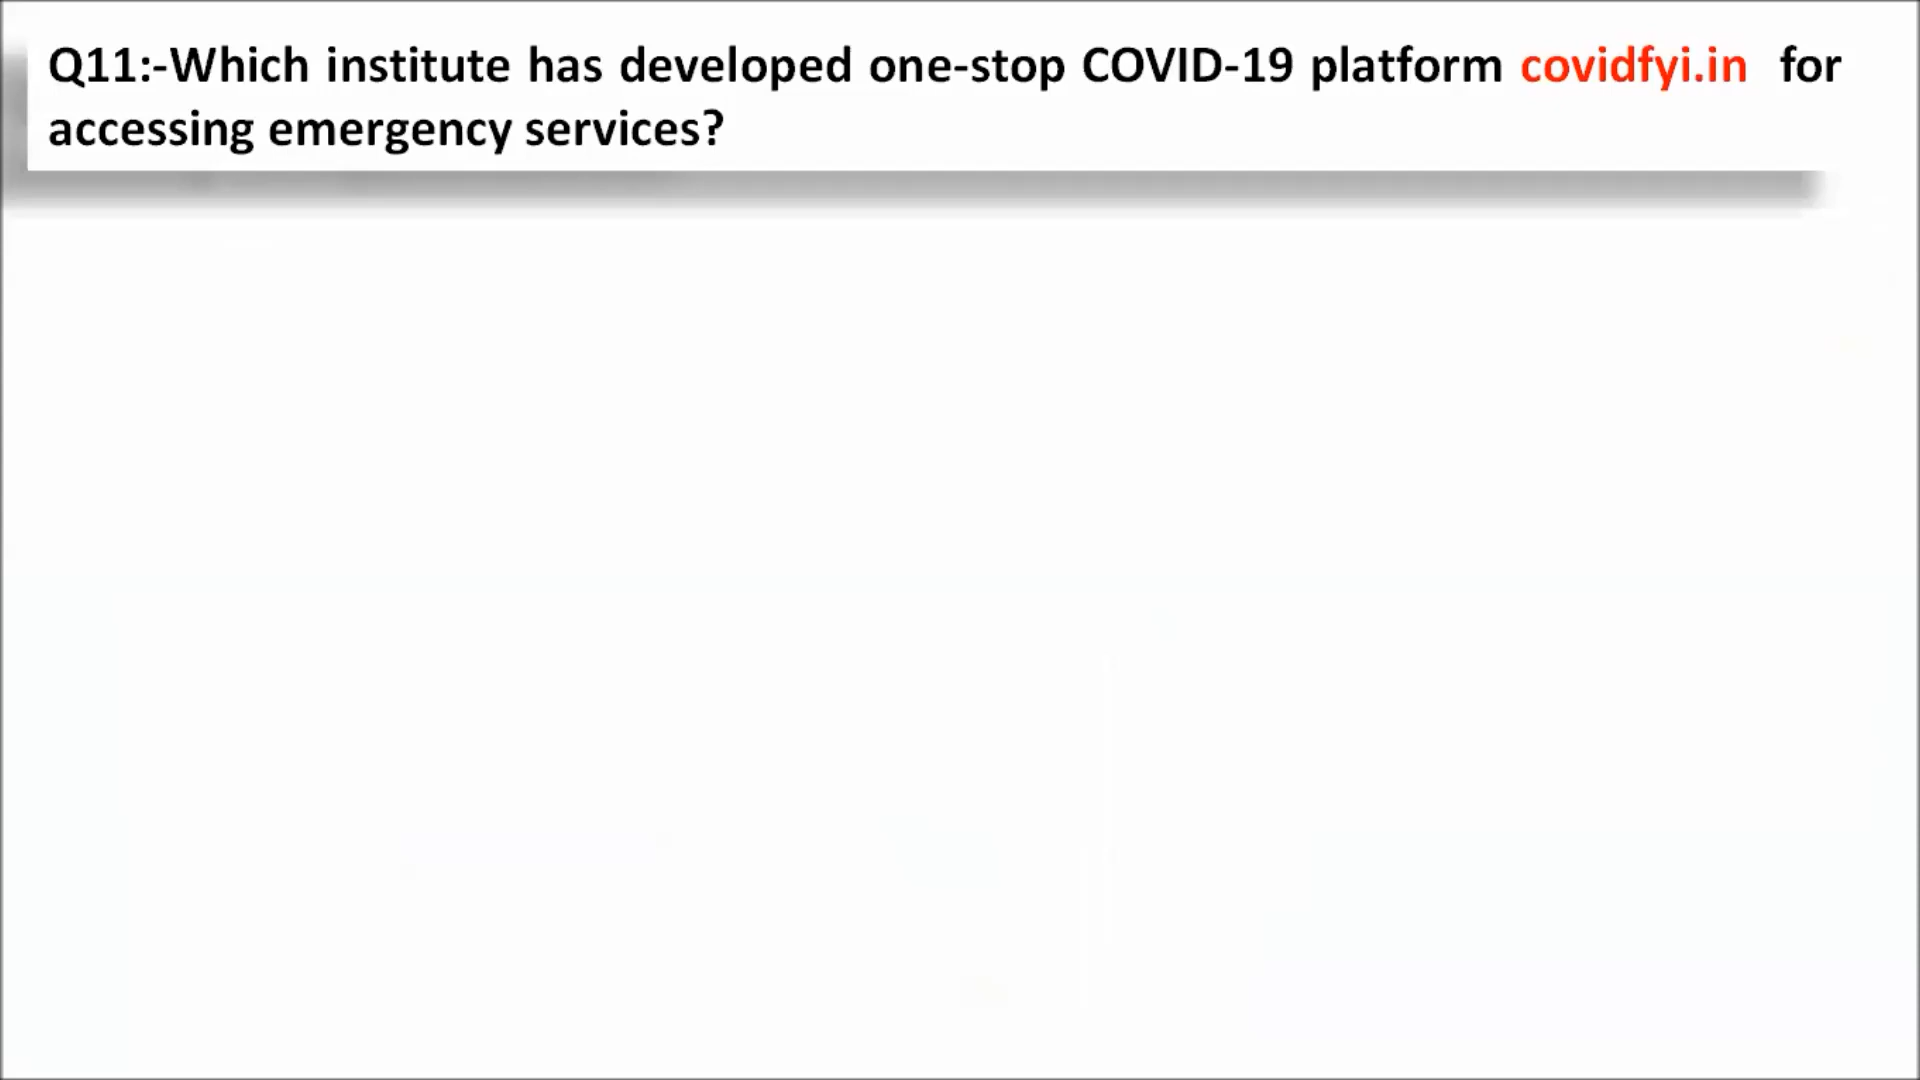 Q11:-Which institute has developed one-stop COVID-19 platform covidfyi.in for
accessing emergency services?